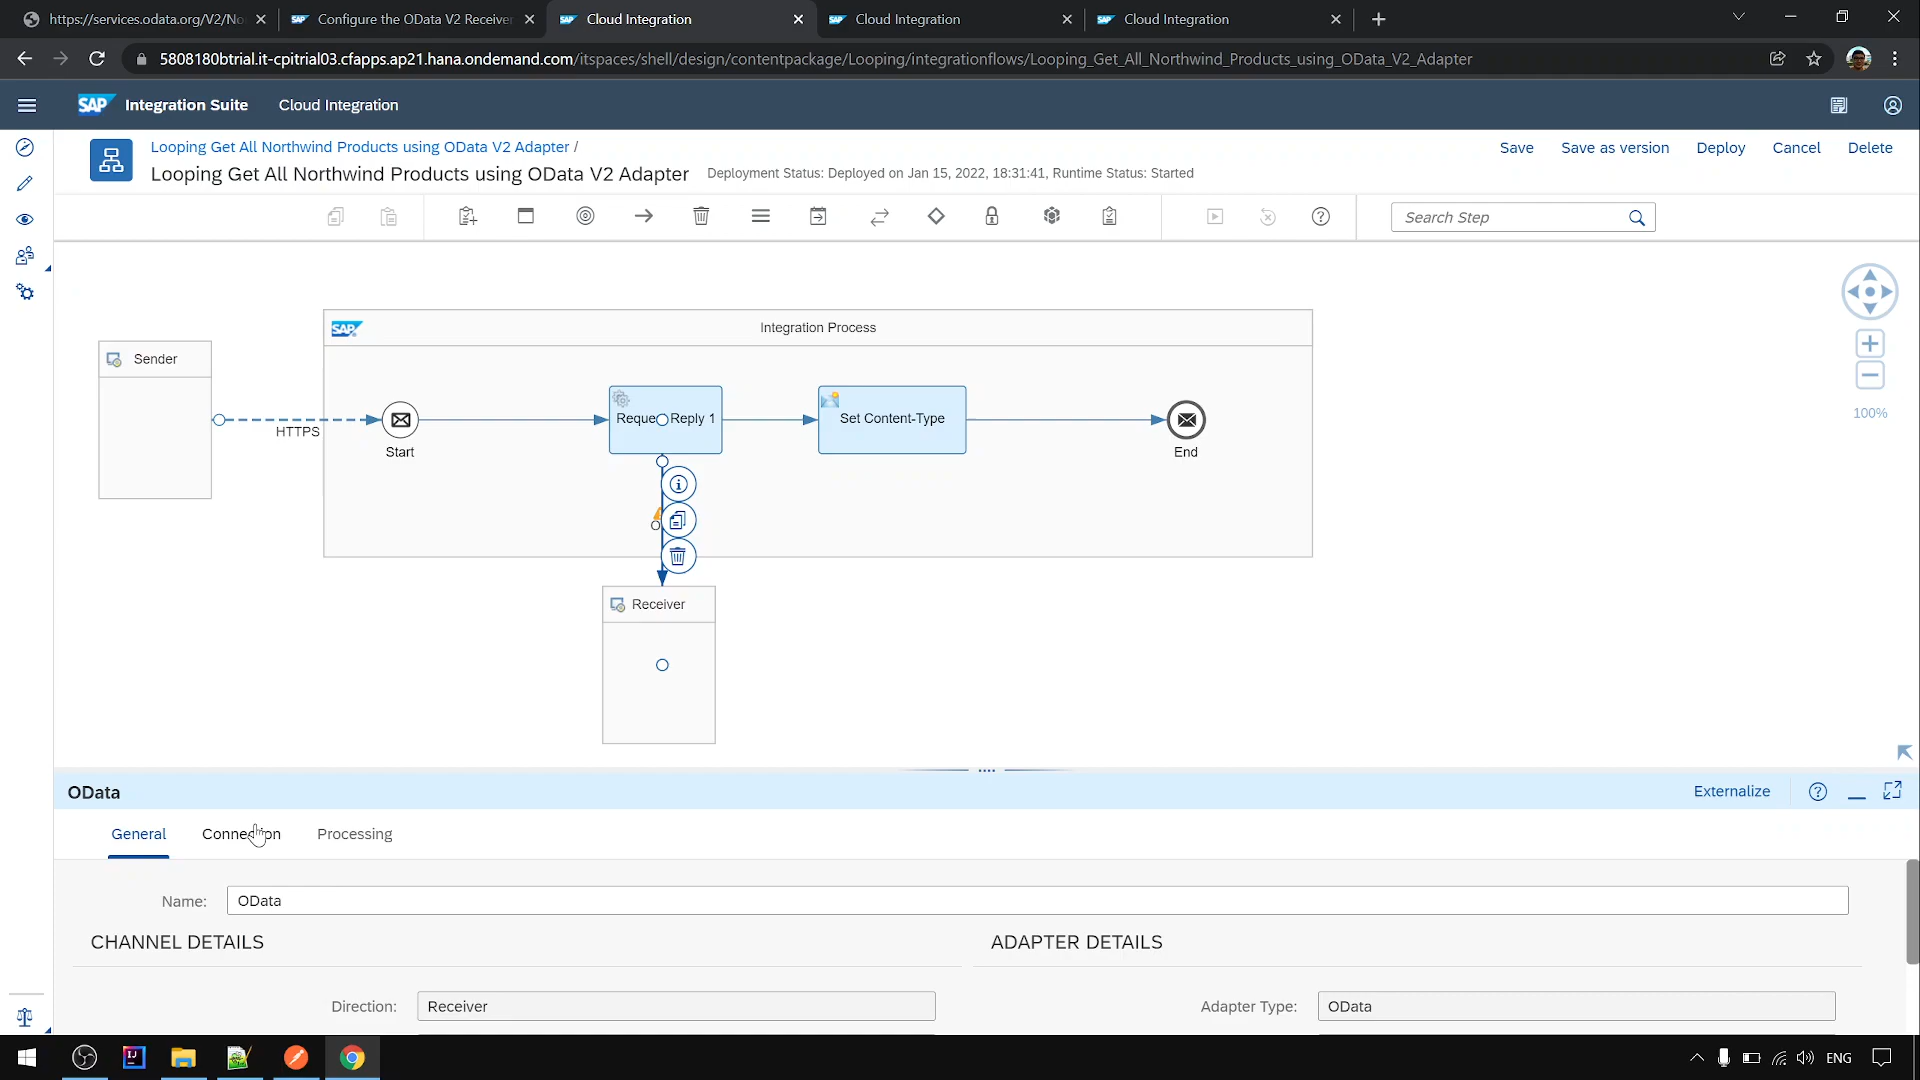 https://services.odata.org/V2/No
Configure the OData V2 Receiver
Cloud Integration
Cloud Integration
Cloud Integration
5808180btrial.it-cpitrial03.cfapps.ap21.hana.ondemand.com/itspaces/shell/design/contentpackage/Looping/integrationflows/Looping_Get_All_Northwind_Products_using_OData_V2_Adapter
SAP Integration Suite Cloud Integration
Looping Get All Northwind Products using OData V2 Adapter /
Looping Get All Northwind Products using OData V2 Adapter
Deployment Status: Deployed on Jan 15, 2022, 18:31:41, Runtime Status: Started
Save Save as version Deploy Cancel Delete
Search Step
SAP Integration Process
Sender
HTTPS
Start
Reque Reply 1
Set Content-Type
End
Receiver
100%
OData
Externalize
General Connection Processing
Name: OData
CHANNEL DETAILS
ADAPTER DETAILS
Direction: Receiver
Adapter Type: OData
ENG